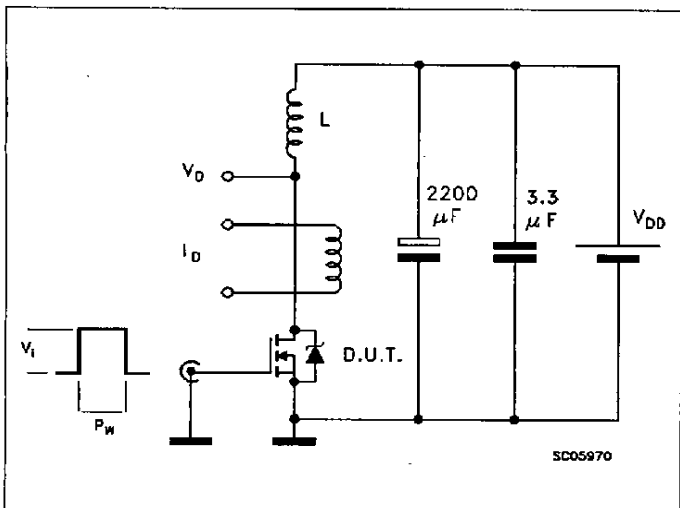 L
V_D
2200 µF
3.3 µF
V_DD
I_D
V_i
D.U.T.
P_W
SC05970